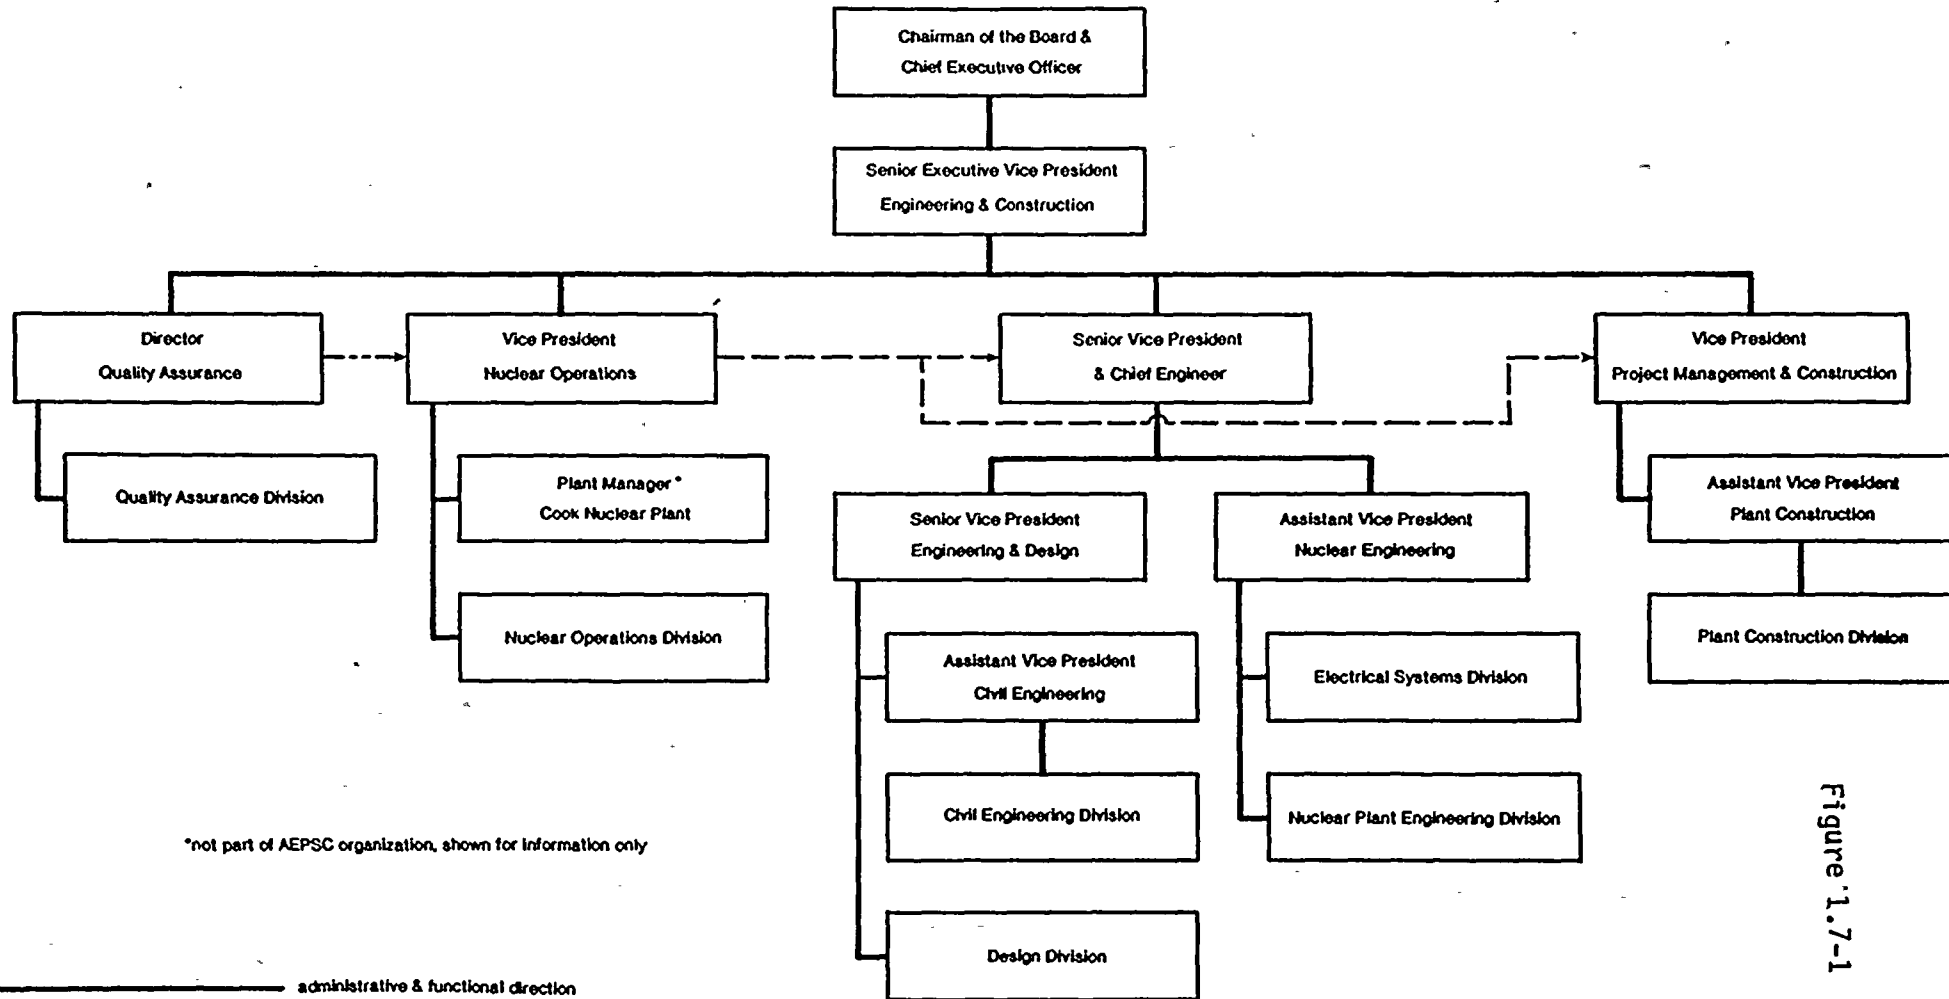 Chairman of the Board &
Chief Executive Officer
Senior Executive Vice President
Engineering & Construction
Director
Quality Assurance
Vice President
Nuclear Operations
Senior Vice President
& Chief Engineer
Vice President
Project Management & Construction
Quality Assurance Division
Plant Manager*
Cook Nuclear Plant
Nuclear Operations Division
Senior Vice President
Engineering & Design
Assistant Vice President
Nuclear Engineering
Assistant Vice President
Plant Construction
Plant Construction Division
Assistant Vice President
Civil Engineering
Civil Engineering Division
Design Division
Electrical Systems Division
Nuclear Plant Engineering Division
*not part of AEPSC organization, shown for information only
administrative & functional direction
Figure 1.7-1